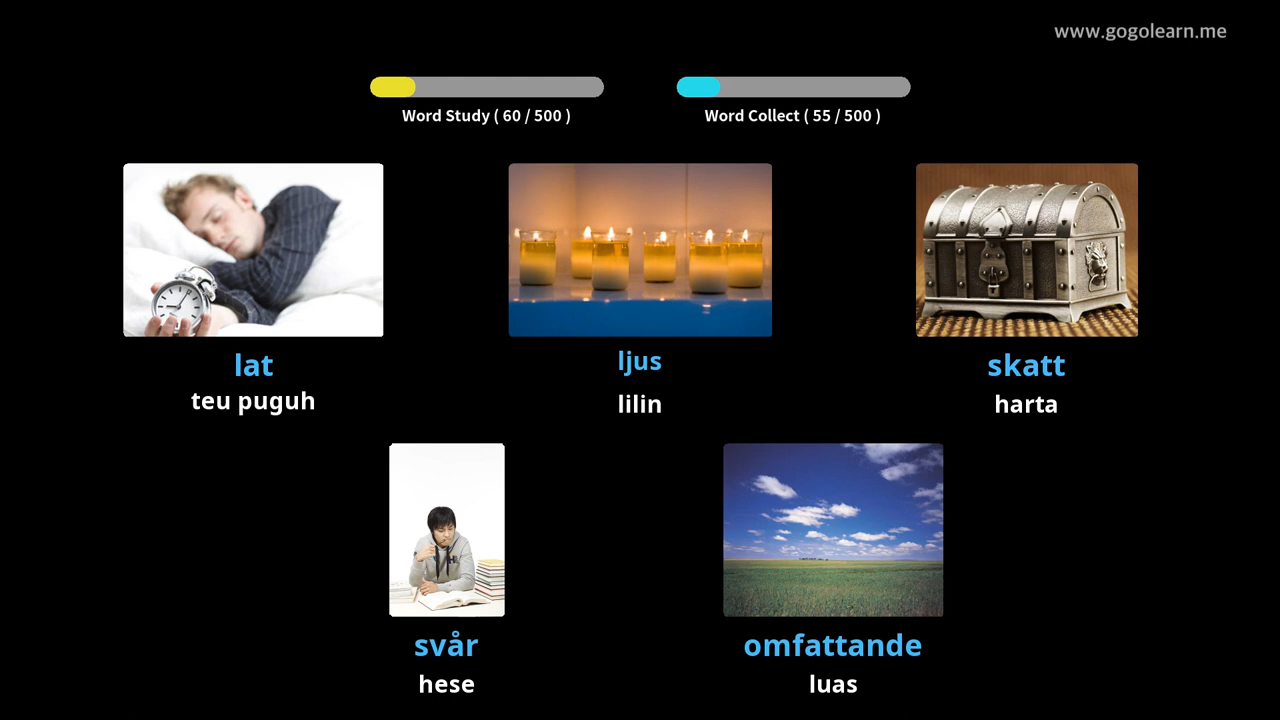 www.gogolearn.me
Word Study ( 60 / 500 )
Word Collect ( 55 / 500 )
lat
teu puguh
ljus
lilin
skatt
harta
svår
hese
omfattande
luas